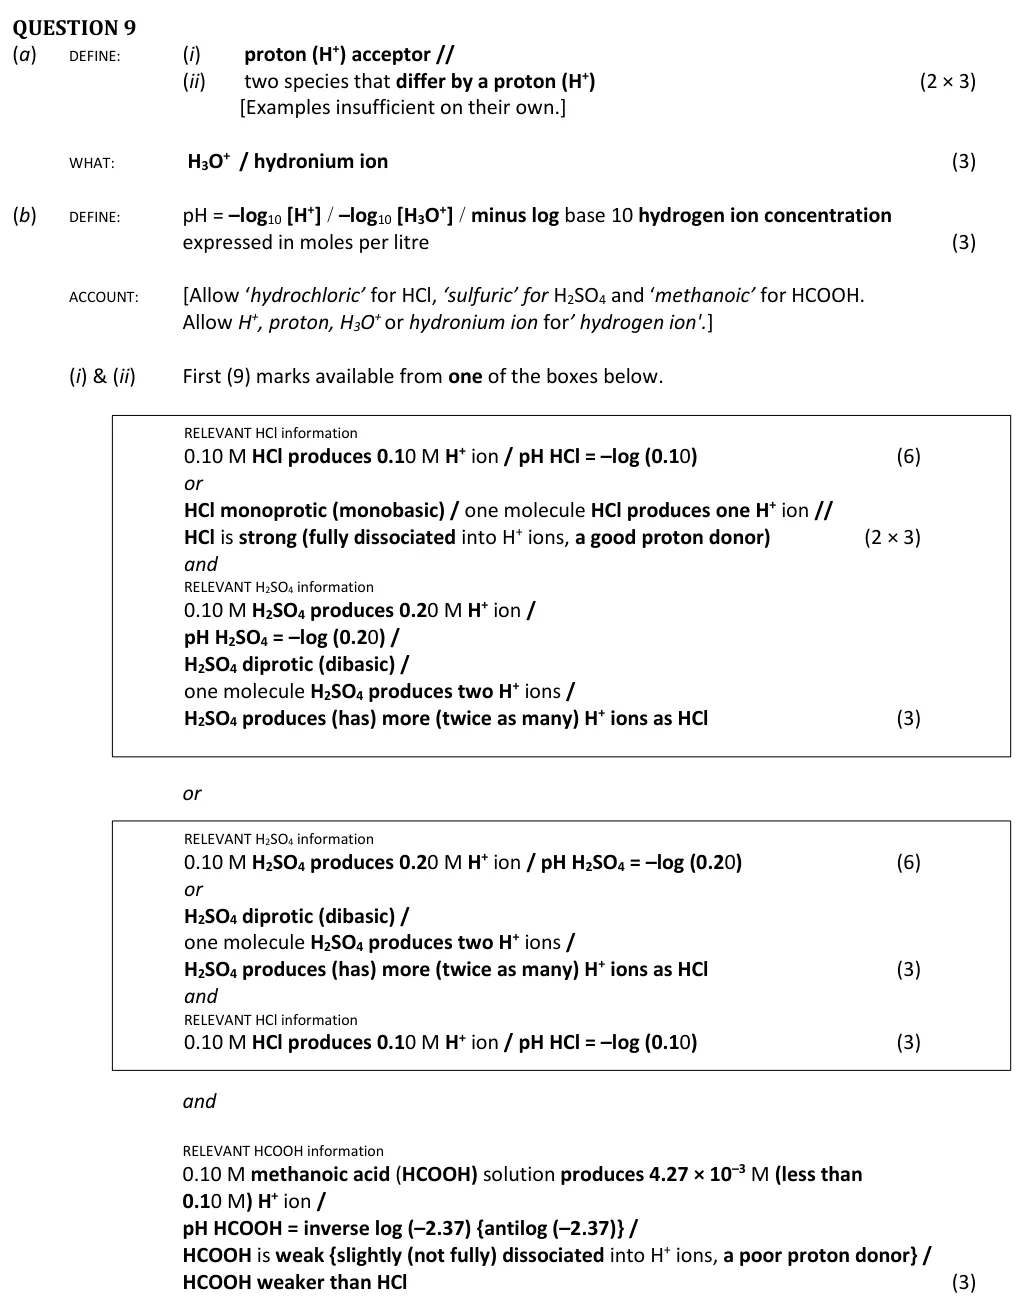 QUESTION 9
(a) DEFINE: (i) proton (H⁺) acceptor //
(ii) two species that differ by a proton (H⁺) (2 × 3)
[Examples insufficient on their own.]
WHAT: H₃O⁺ / hydronium ion (3)
(b) DEFINE: pH = –log₁₀ [H⁺] / –log₁₀ [H₃O⁺] / minus log base 10 hydrogen ion concentration
expressed in moles per litre (3)
ACCOUNT: [Allow ‘hydrochloric’ for HCl, ‘sulfuric’ for H₂SO₄ and ‘methanoic’ for HCOOH.
Allow H⁺, proton, H₃O⁺ or hydronium ion for’ hydrogen ion'.]
(i) & (ii) First (9) marks available from one of the boxes below.
RELEVANT HCl information
0.10 M HCl produces 0.10 M H⁺ ion / pH HCl = –log (0.10) (6)
or
HCl monoprotic (monobasic) / one molecule HCl produces one H⁺ ion //
HCl is strong (fully dissociated into H⁺ ions, a good proton donor) (2 × 3)
and
RELEVANT H₂SO₄ information
0.10 M H₂SO₄ produces 0.20 M H⁺ ion /
pH H₂SO₄ = –log (0.20) /
H₂SO₄ diprotic (dibasic) /
one molecule H₂SO₄ produces two H⁺ ions /
H₂SO₄ produces (has) more (twice as many) H⁺ ions as HCl (3)
or
RELEVANT H₂SO₄ information
0.10 M H₂SO₄ produces 0.20 M H⁺ ion / pH H₂SO₄ = –log (0.20) (6)
or
H₂SO₄ diprotic (dibasic) /
one molecule H₂SO₄ produces two H⁺ ions /
H₂SO₄ produces (has) more (twice as many) H⁺ ions as HCl (3)
and
RELEVANT HCl information
0.10 M HCl produces 0.10 M H⁺ ion / pH HCl = –log (0.10) (3)
and
RELEVANT HCOOH information
0.10 M methanoic acid (HCOOH) solution produces 4.27 × 10⁻³ M (less than
0.10 M) H⁺ ion /
pH HCOOH = inverse log (–2.37) {antilog (–2.37)} /
HCOOH is weak {slightly (not fully) dissociated into H⁺ ions, a poor proton donor} /
HCOOH weaker than HCl (3)